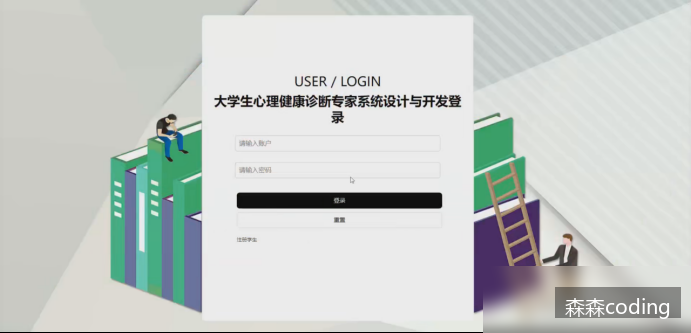 USER / LOGIN
大学生心理健康诊断专家系统设计与开发登
录
请输入账户
请输入密码
登录
重置
注册学生
森森coding